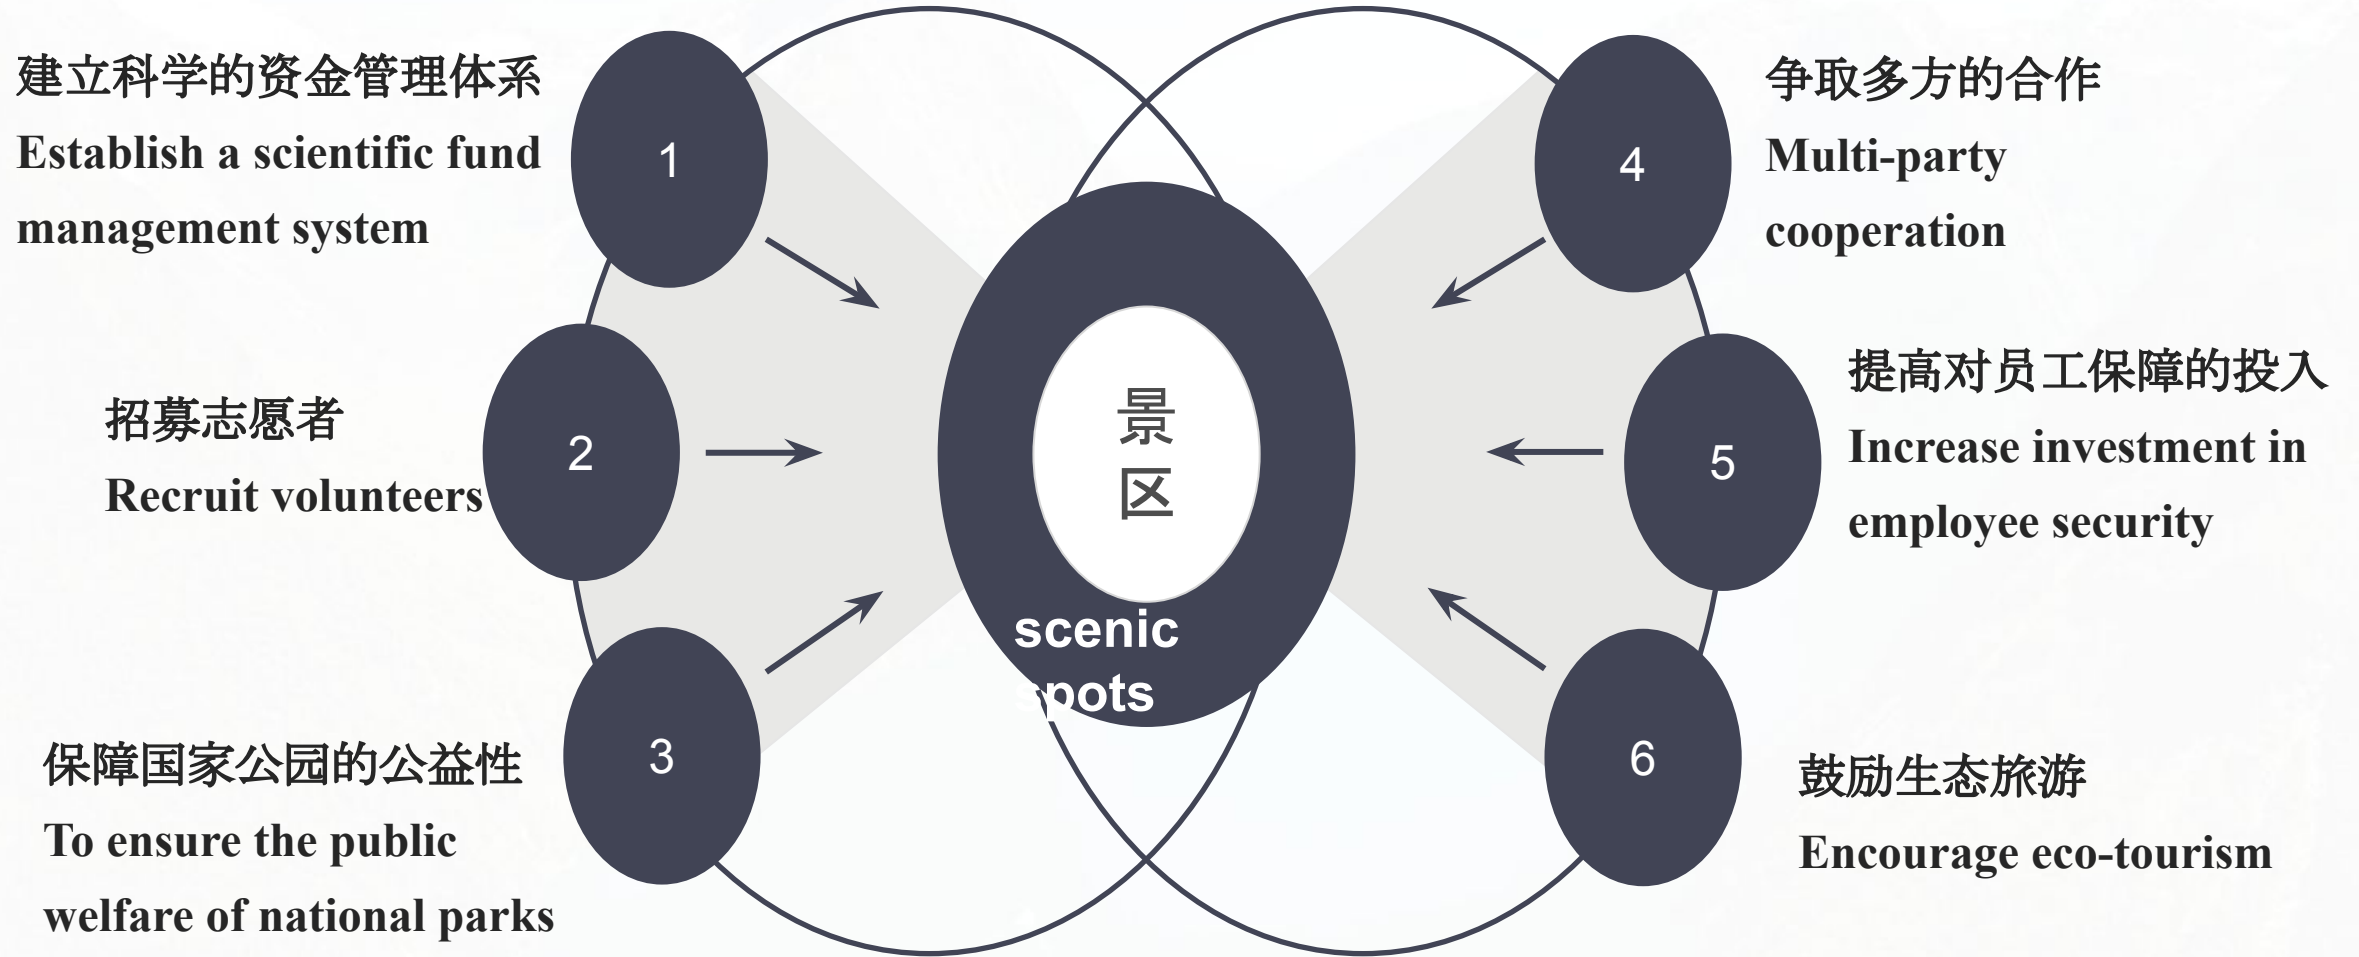 建立科学的资金管理体系
Establish a scientific fund
management system
1
招募志愿者
Recruit volunteers
2
保障国家公园的公益性
To ensure the public
welfare of national parks
3
景
区
scenic
spots
争取多方的合作
Multi-party
cooperation
4
提高对员工保障的投入
Increase investment in
employee security
5
鼓励生态旅游
Encourage eco-tourism
6